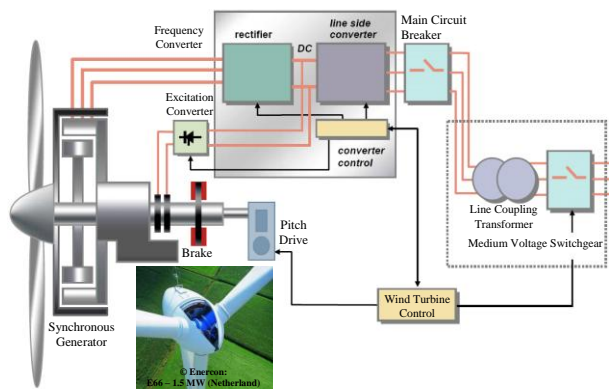 Frequency
Converter
rectifier
DC
line side
converter
Main Circuit
Breaker
Excitation
Converter
converter
control
Line Coupling
Transformer
Medium Voltage Switchgear
Pitch
Drive
Brake
Synchronous
Generator
Wind Turbine
Control
© Enercon:
E66 – 1.5 MW (Netherland)